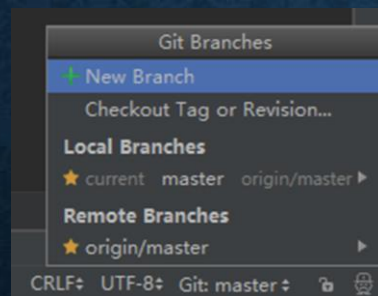 Git Branches
+ New Branch
Checkout Tag or Revision...
Local Branches
current master origin/master
Remote Branches
origin/master
CRLF UTF-8 Git: master